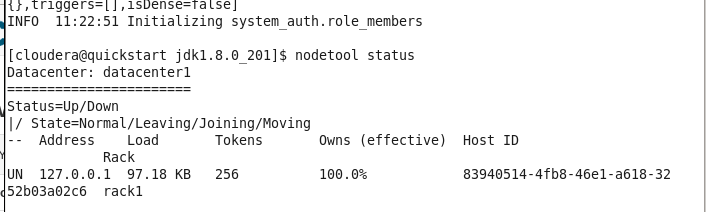 {},triggers=[],isDense=false]
INFO  11:22:51 Initializing system_auth.role_members
[cloudera@quickstart jdk1.8.0_201]$ nodetool status
Datacenter: datacenter1
=======================
Status=Up/Down
|/ State=Normal/Leaving/Joining/Moving
--  Address    Load       Tokens       Owns (effective)  Host ID
            Rack
UN  127.0.0.1  97.18 KB   256          100.0%            83940514-4fb8-46e1-a618-32
52b03a02c6  rack1